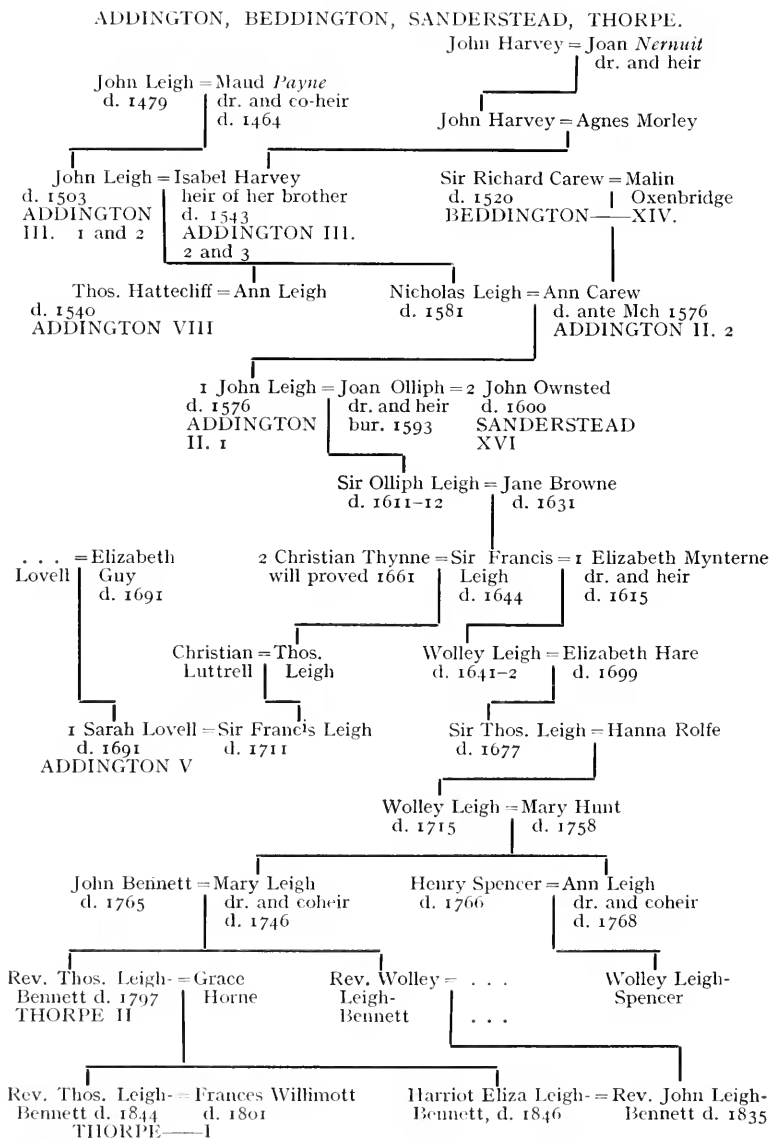 ADDINGTON, BEDDINGTON, SANDERSTEAD, THORPE.
John Harvey = Joan Nernuit
dr. and heir
John Leigh = Maud Payne
d. 1479 dr. and co-heir
d. 1464
John Harvey = Agnes Morley
John Leigh = Isabel Harvey
d. 1503 heir of her brother
ADDINGTON d. 1543
III. 1 and 2 ADDINGTON III.
2 and 3
Sir Richard Carew = Malin
d. 1520 Oxenbridge
BEDDINGTON——XIV.
Thos. Hattecliff = Ann Leigh
d. 1540
ADDINGTON VIII
Nicholas Leigh = Ann Carew
d. 1581 d. ante Mch 1576
ADDINGTON II. 2
1 John Leigh = Joan Olliph = 2 John Ownsted
d. 1576 dr. and heir d. 1600
ADDINGTON bur. 1593 SANDERSTEAD
II. 1 XVI
Sir Olliph Leigh = Jane Browne
d. 1611-12 d. 1631
. . . = Elizabeth
Lovell Guy
d. 1691
2 Christian Thynne = Sir Francis = 1 Elizabeth Mynterne
will proved 1661 Leigh dr. and heir
d. 1644 d. 1615
Christian = Thos.
Luttrell Leigh
Wolley Leigh = Elizabeth Hare
d. 1641-2 d. 1699
1 Sarah Lovell = Sir Francis Leigh
d. 1691 d. 1711
ADDINGTON V
Sir Thos. Leigh = Hanna Rolfe
d. 1677
Wolley Leigh = Mary Hunt
d. 1715 d. 1758
John Bennett = Mary Leigh
d. 1765 dr. and coheir
d. 1746
Henry Spencer = Ann Leigh
d. 1766 dr. and coheir
d. 1768
Rev. Thos. Leigh- = Grace
Bennett d. 1797 Horne
THORPE II
Rev. Wolley = . . .
Leigh-
Bennett . . .
Wolley Leigh-
Spencer
Rev. Thos. Leigh- = Frances Willimott
Bennett d. 1844 d. 1801
THORPE——I
Harriot Eliza Leigh- = Rev. John Leigh-
Bennett, d. 1846 Bennett d. 1835